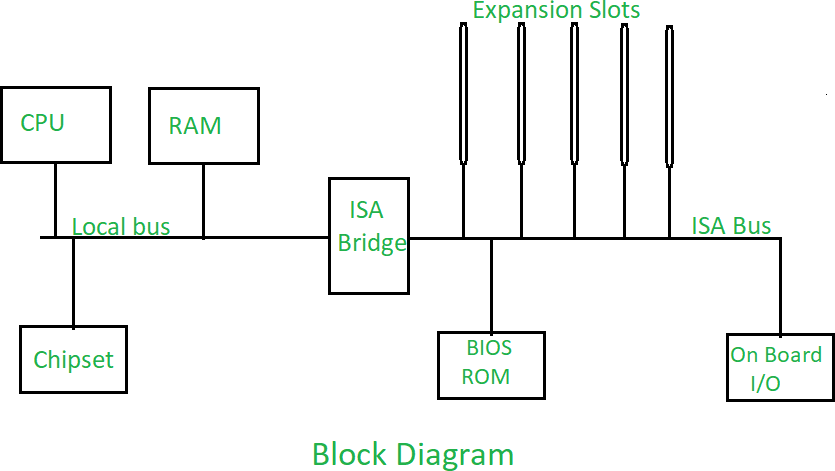 Expansion Slots
CPU
RAM
ISA
Bridge
Local bus
ISA Bus
Chipset
BIOS
ROM
On Board
I/O
Block Diagram